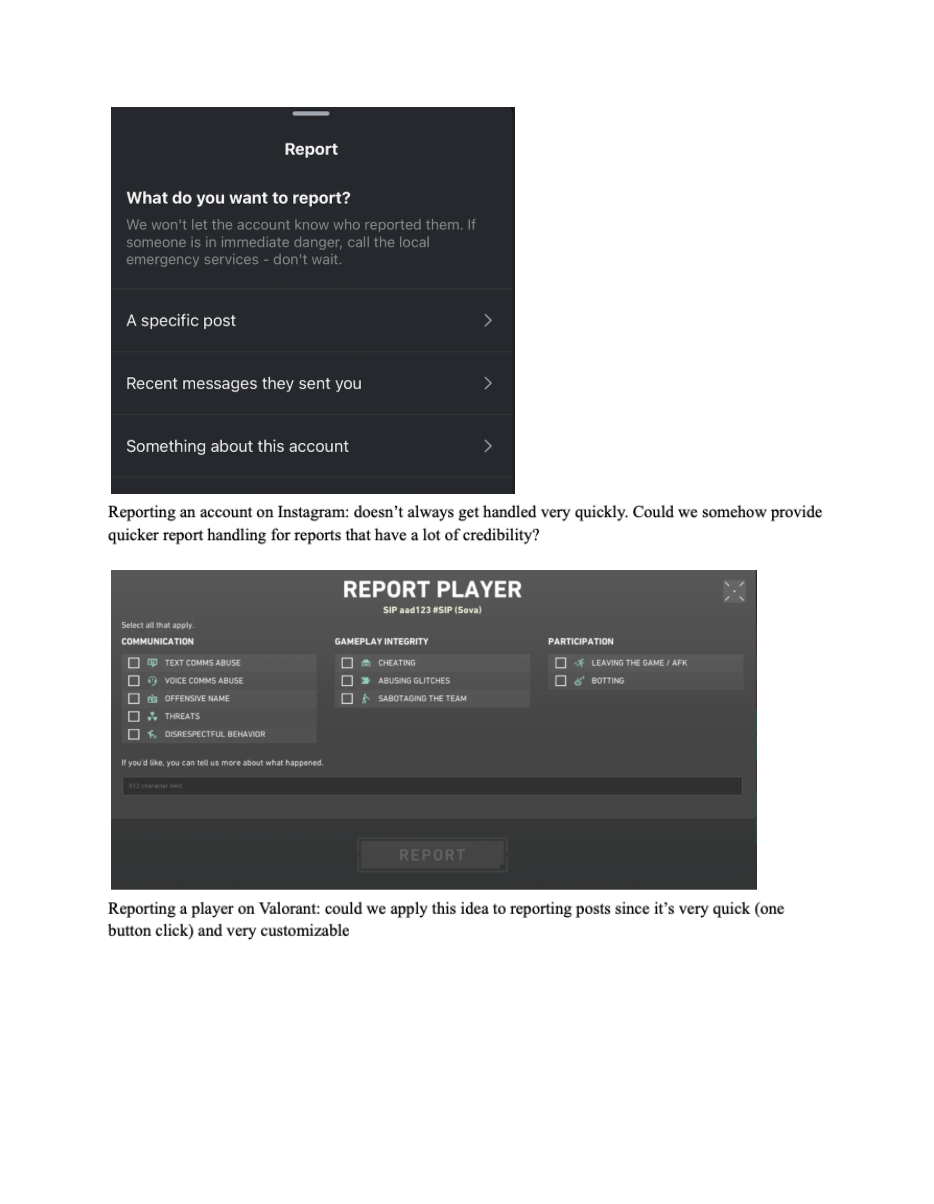 Report
What do you want to report?
We won't let the account know who reported them. If
someone is in immediate danger, call the local
emergency services - don't wait.
A specific post
Recent messages they sent you
Something about this account
Reporting an account on Instagram: doesn’t always get handled very quickly. Could we somehow provide
quicker report handling for reports that have a lot of credibility?
REPORT PLAYER
SIP aad123 #SIP (Sova)
Select all that apply.
COMMUNICATION
TEXT COMMS ABUSE
VOICE COMMS ABUSE
OFFENSIVE NAME
THREATS
DISRESPECTFUL BEHAVIOR
GAMEPLAY INTEGRITY
CHEATING
ABUSING GLITCHES
SABOTAGING THE TEAM
PARTICIPATION
LEAVING THE GAME / AFK
BOTTING
If you'd like, you can tell us more about what happened.
512 character limit
REPORT
Reporting a player on Valorant: could we apply this idea to reporting posts since it’s very quick (one
button click) and very customizable